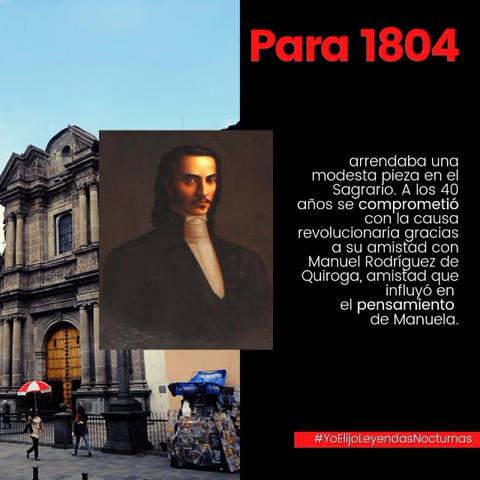 Para 1804
arrendaba una
modesta pieza en el
Sagrario. A los 40
años se comprometió
con la causa
revolucionaria gracias
a su amistad con
Manuel Rodríguez de
Quiroga, amistad que
influyó en
el pensamiento
de Manuela.
#YoElijoLeyendasNocturnas